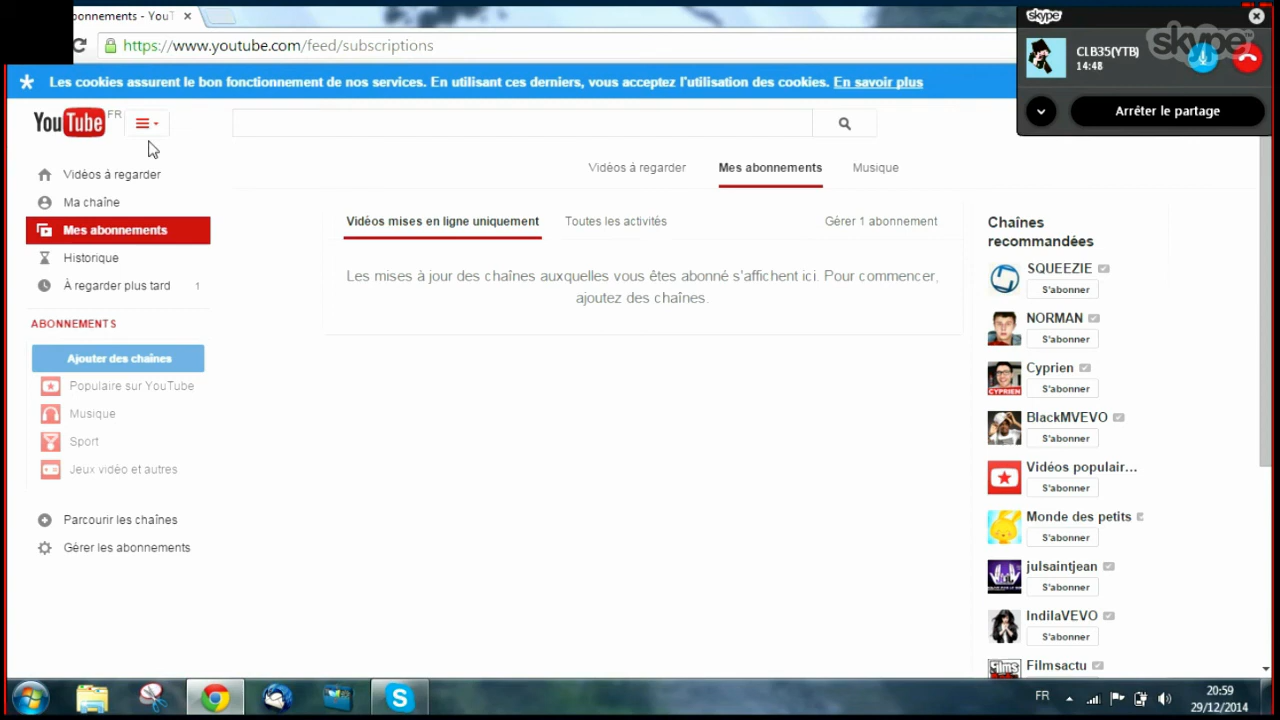 onnements - YouT
skype
skype
https://www.youtube.com/feed/subscriptions
CLB35(YTB)
14:48
Arrêter le partage
Les cookies assurent le bon fonctionnement de nos services. En utilisant ces derniers, vous acceptez l'utilisation des cookies. En savoir plus
YouTube FR
Vidéos à regarder
Mes abonnements
Musique
Vidéos à regarder
Ma chaîne
Mes abonnements
Historique
À regarder plus tard 1
ABONNEMENTS
Ajouter des chaînes
Populaire sur YouTube
Musique
Sport
Jeux vidéo et autres
Parcourir les chaînes
Gérer les abonnements
Vidéos mises en ligne uniquement
Toutes les activités
Gérer 1 abonnement
Les mises à jour des chaînes auxquelles vous êtes abonné s'affichent ici. Pour commencer,
ajoutez des chaînes.
Chaînes
recommandées
SQUEEZIE
S'abonner
NORMAN
S'abonner
Cyprien
CYPRIEN
S'abonner
BlackMVEVO
S'abonner
Vidéos populair...
S'abonner
Monde des petits
S'abonner
julsaintjean
S'abonner
IndilaVEVO
S'abonner
Filmsactu
FR
20:59
29/12/2014